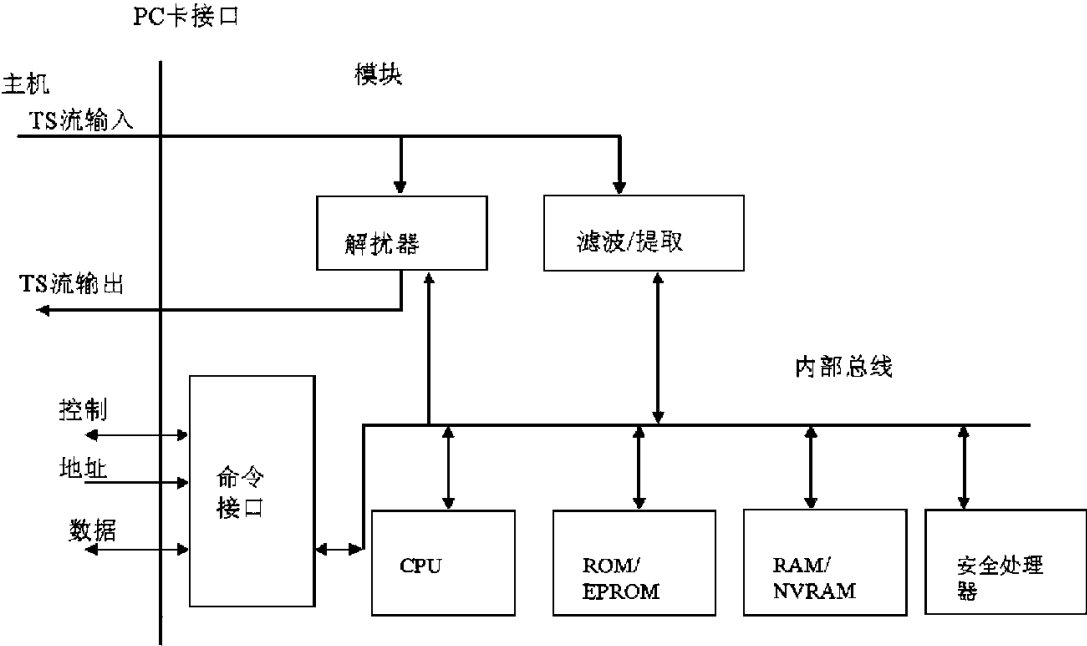 PC卡接口
主机
模块
TS流输入
解扰器
滤波/提取
TS流输出
内部总线
控制
地址
命令
接口
数据
CPU
ROM/
EPROM
RAM/
NVRAM
安全处理
器